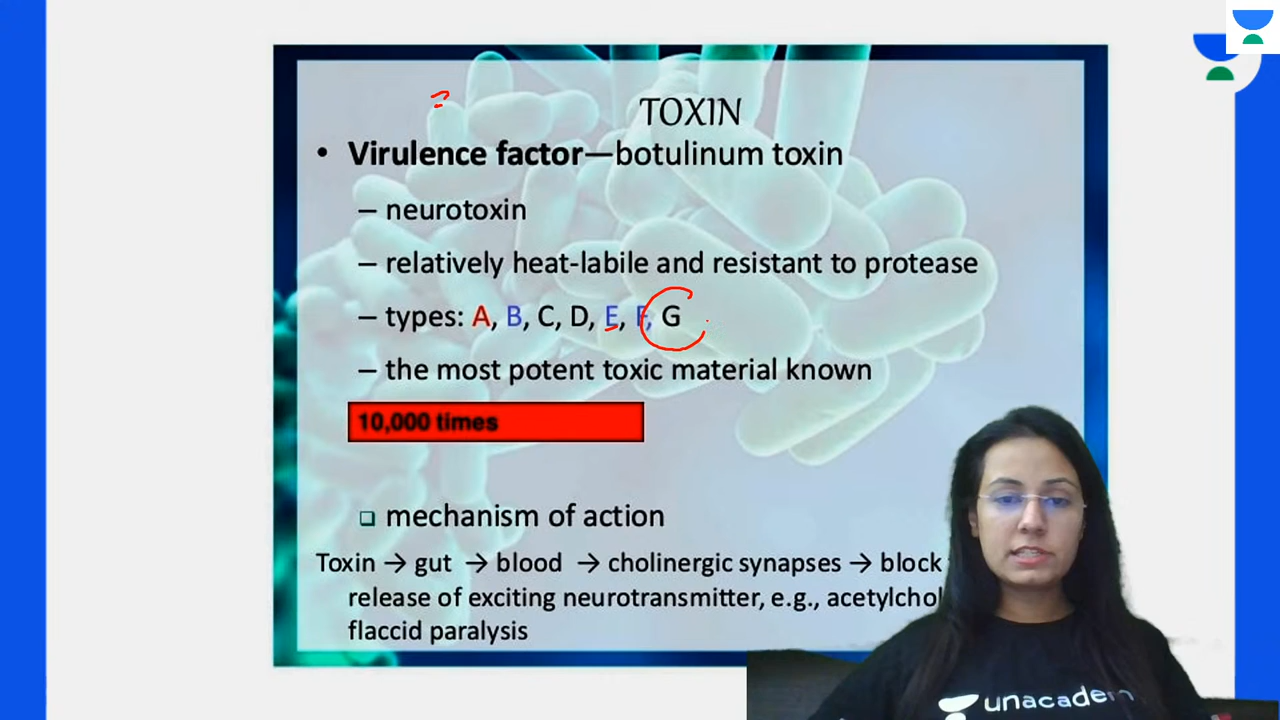 TOXIN
• Virulence factor—botulinum toxin
– neurotoxin
– relatively heat-labile and resistant to protease
– types: A, B, C, D, E, F, G
– the most potent toxic material known
10,000 times
❑ mechanism of action
Toxin → gut → blood → cholinergic synapses → block
release of exciting neurotransmitter, e.g., acetylchol
flaccid paralysis
unacadem